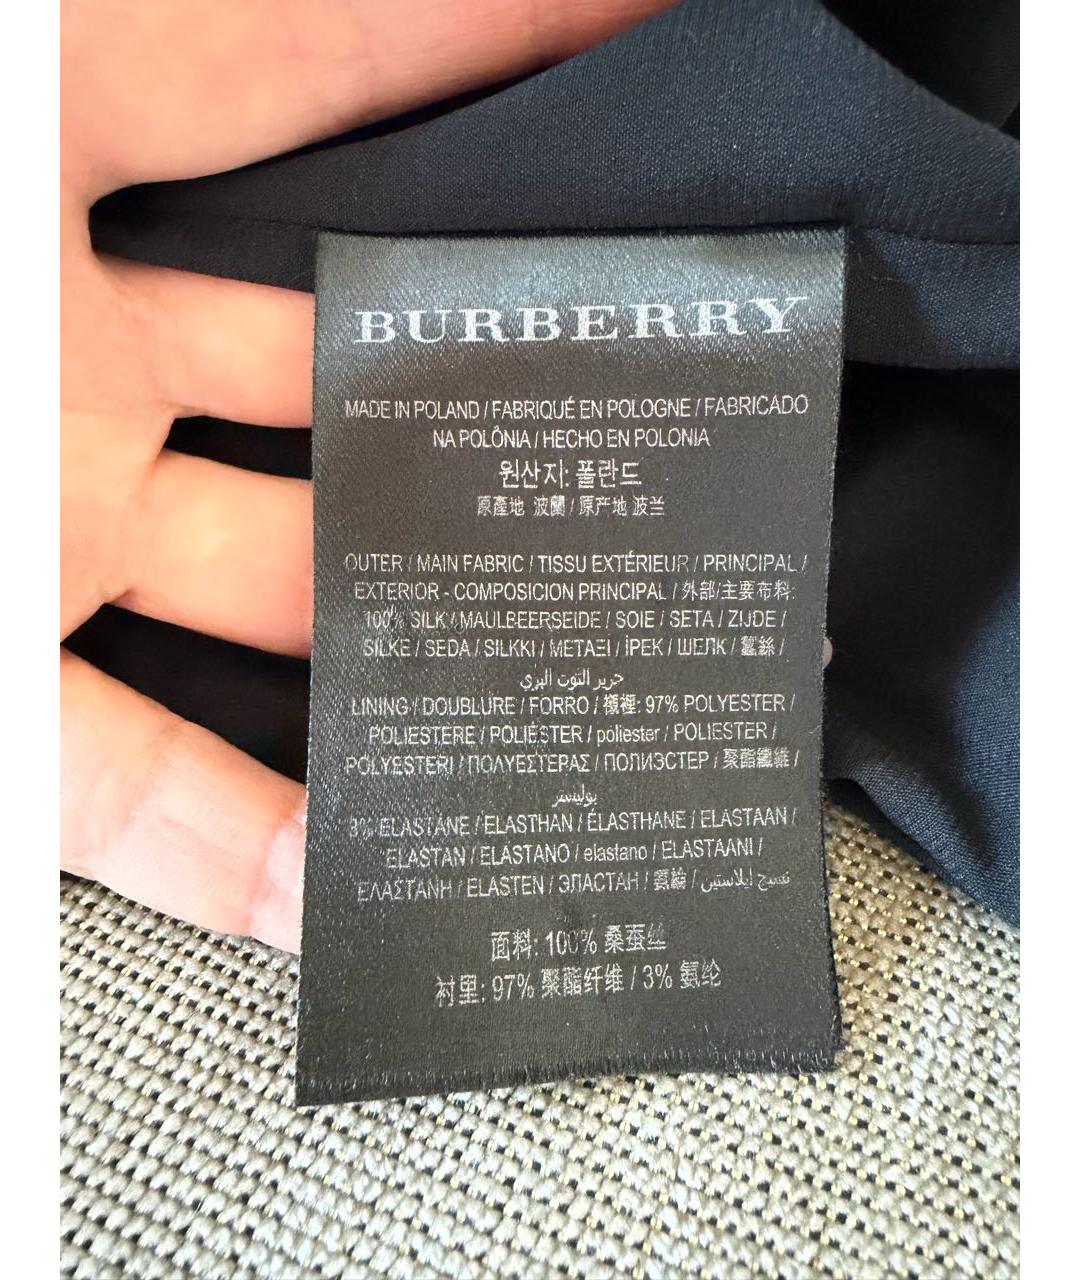 BURBERRY
MADE IN POLAND / FABRIQUÉ EN POLOGNE / FABRICADO
NA POLÔNIA / HECHO EN POLONIA
원산지: 폴란드
原產地 波蘭 / 原产地 波兰
OUTER / MAIN FABRIC / TISSU EXTÉRIEUR / PRINCIPAL /
EXTERIOR - COMPOSICION PRINCIPAL / 外部/主要布料:
100% SILK / MAULBEERSEIDE / SOIE / SETA / ZIJDE /
SILKE / SEDA / SILKKI / ΜΕΤΑΞΙ / İPEK / ШЕЛК / 蠶絲 /
حرير التوت البري
LINING / DOUBLURE / FORRO / 襯裡: 97% POLYESTER /
POLIESTERE / POLIÉSTER / poliester / POLIESTER /
POLYESTERI / ΠΟΛΥΕΣΤΕΡΑΣ / ПОЛИЭСТЕР / 聚酯纖維 /
بوليستر
3% ELASTANE / ELASTHAN / ÉLASTHANE / ELASTAAN /
ELASTAN / ELASTANO / elastano / ELASTAANI /
ΕΛΑΣΤΑΝΗ / ELASTEN / ЭЛАСТАН / 氨綸 / نسيج إيلاستين
面料: 100% 桑蚕丝
衬里: 97% 聚酯纤维 / 3% 氨纶